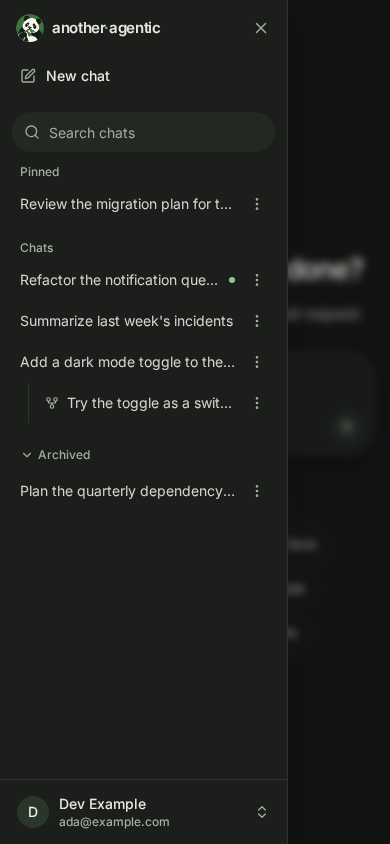 another-agentic
New chat
Search chats
Pinned
Review the migration plan for t...
Chats
Refactor the notification que...
Summarize last week's incidents
Add a dark mode toggle to the...
Try the toggle as a swit...
Archived
Plan the quarterly dependency...
D
Dev Example
ada@example.com
done?